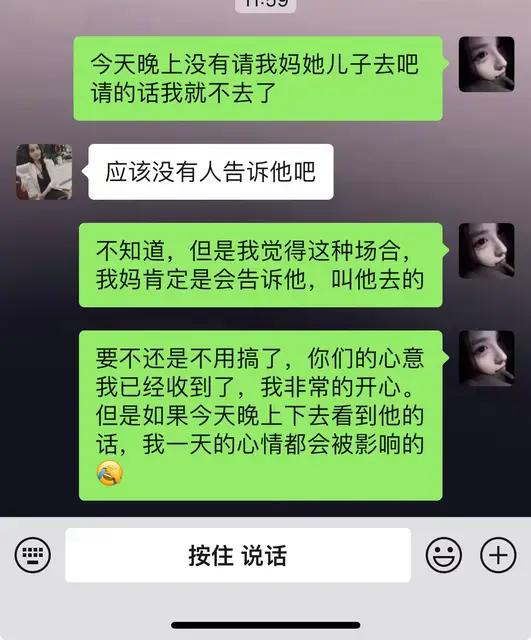 11:59
今天晚上没有请我妈她儿子去吧
请的话我就不去了
应该没有人告诉他吧
不知道，但是我觉得这种场合，
我妈肯定是会告诉他，叫他去的
要不还是不用搞了，你们的心意
我已经收到了，我非常的开心。
但是如果今天晚上下去看到他的
话，我一天的心情都会被影响的
😂
按住 说话